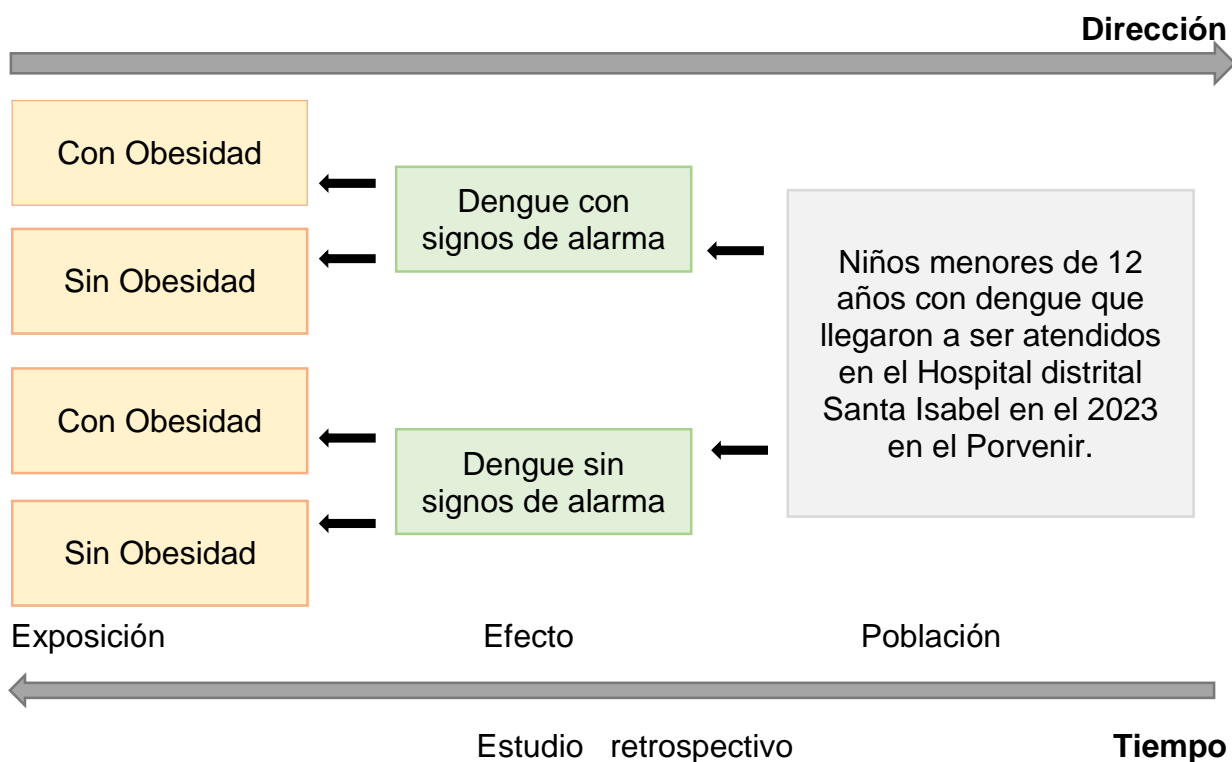 Dirección
Con Obesidad
Sin Obesidad
Con Obesidad
Sin Obesidad
Dengue con
signos de alarma
Dengue sin
signos de alarma
Niños menores de 12
años con dengue que
llegaron a ser atendidos
en el Hospital distrital
Santa Isabel en el 2023
en el Porvenir.
Exposición Efecto Población
Estudio retrospectivo Tiempo